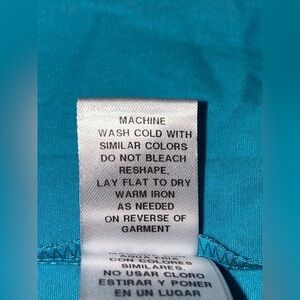 MACHINE
WASH COLD WITH
SIMILAR COLORS
DO NOT BLEACH
RESHAPE,
LAY FLAT TO DRY
WARM IRON
AS NEEDED
ON REVERSE OF
GARMENT
CON COLORES
SIMILARES.
NO USAR CLORO
ESTIRAR Y PONER
EN UN LUGAR